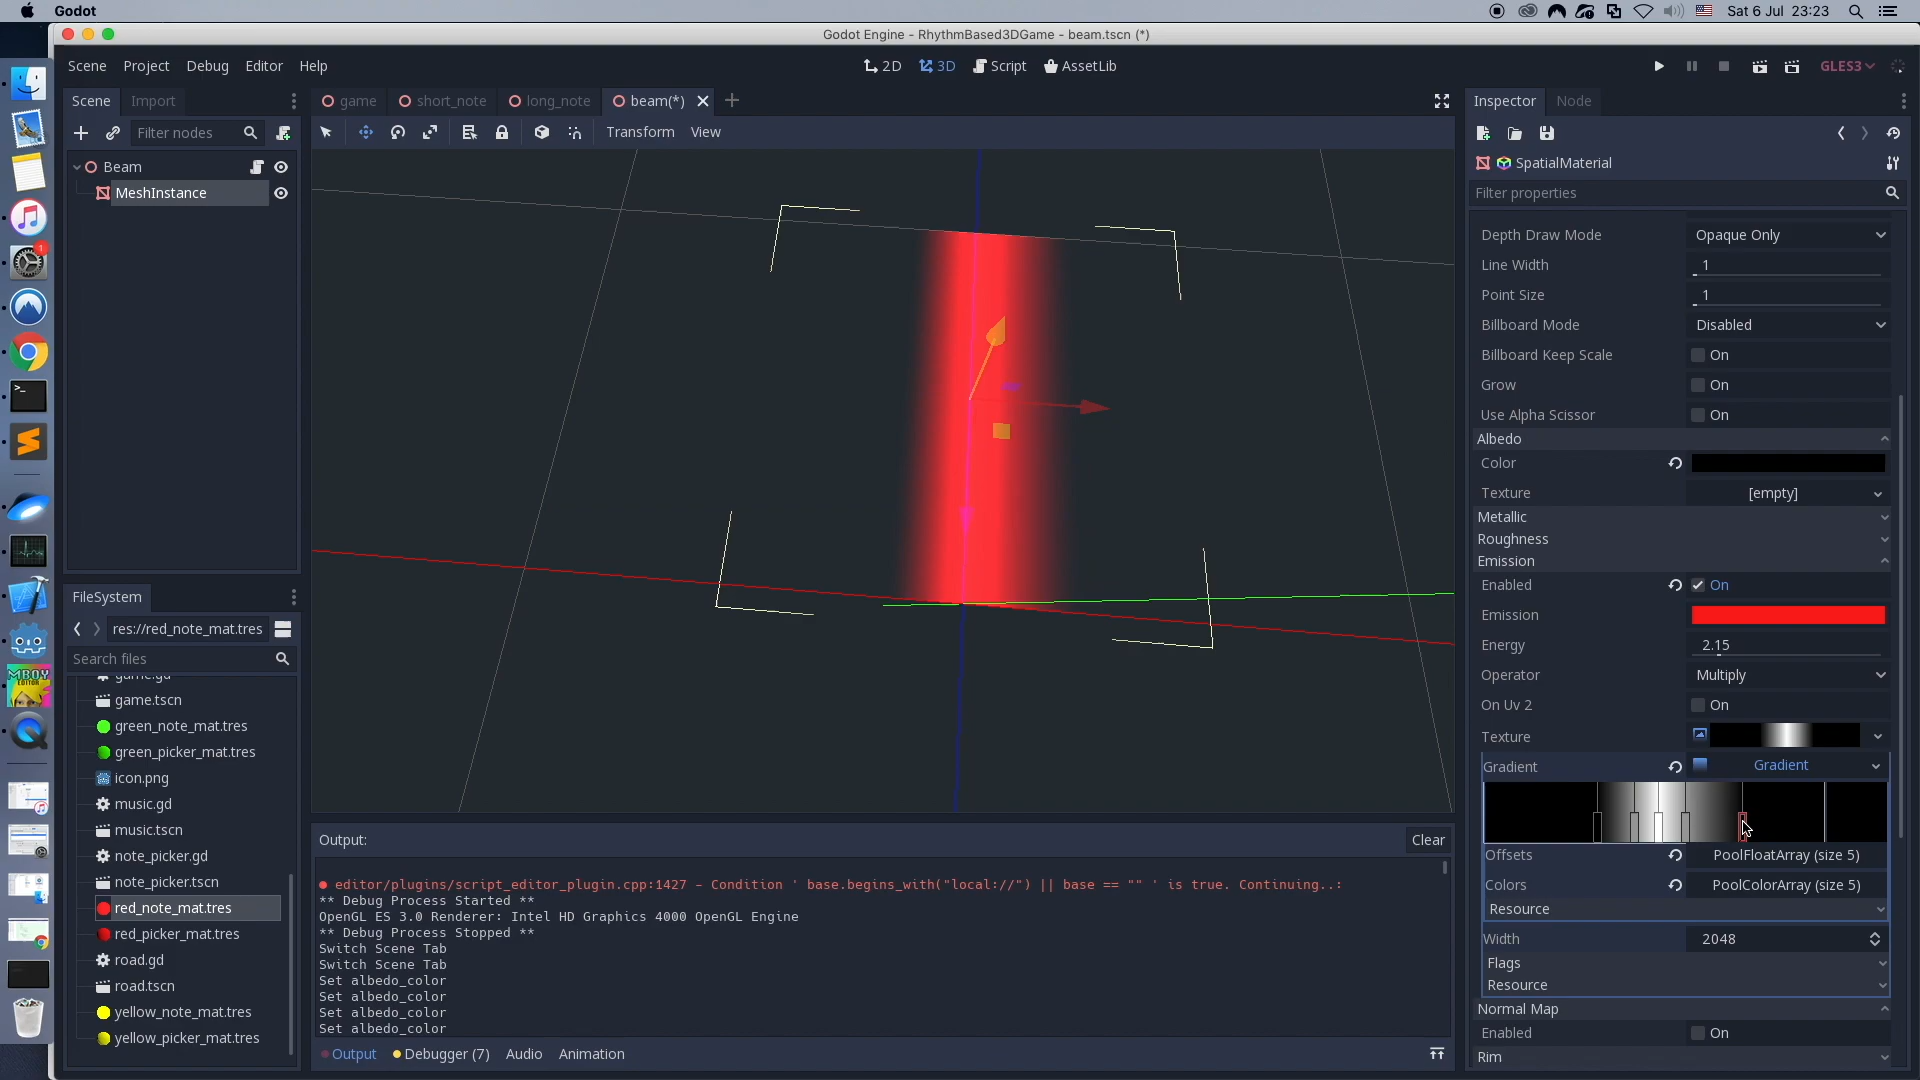 Godot
Sat 6 Jul 23:23
Godot Engine - RhythmBased3DGame - beam.tscn (*)
Scene Project Debug Editor Help
2D 3D Script AssetLib
GLES3
Scene Import
game short_note long_note beam(*)
Inspector Node
Filter nodes
Transform View
Beam
MeshInstance
SpatialMaterial
Filter properties
Depth Draw Mode Opaque Only
Line Width 1
Point Size 1
Billboard Mode Disabled
Billboard Keep Scale On
Grow On
Use Alpha Scissor On
Albedo
Color
Texture [empty]
Metallic
Roughness
Emission
Enabled On
Emission
Energy 2.15
Operator Multiply
On Uv 2 On
Texture
Gradient Gradient
Offsets PoolFloatArray (size 5)
Colors PoolColorArray (size 5)
Resource
Width 2048
Flags
Resource
Normal Map
Enabled On
Rim
FileSystem
res://red_note_mat.tres
Search files
game.gd
game.tscn
green_note_mat.tres
green_picker_mat.tres
icon.png
music.gd
music.tscn
note_picker.gd
note_picker.tscn
red_note_mat.tres
red_picker_mat.tres
road.gd
road.tscn
yellow_note_mat.tres
yellow_picker_mat.tres
MBOY
EDITOR
Output:
Clear
editor/plugins/script_editor_plugin.cpp:1427 - Condition ' base.begins_with("local://") || base == "" ' is true. Continuing..:
** Debug Process Started **
OpenGL ES 3.0 Renderer: Intel HD Graphics 4000 OpenGL Engine
** Debug Process Stopped **
Switch Scene Tab
Switch Scene Tab
Set albedo_color
Set albedo_color
Set albedo_color
Set albedo_color
Output Debugger (7) Audio Animation